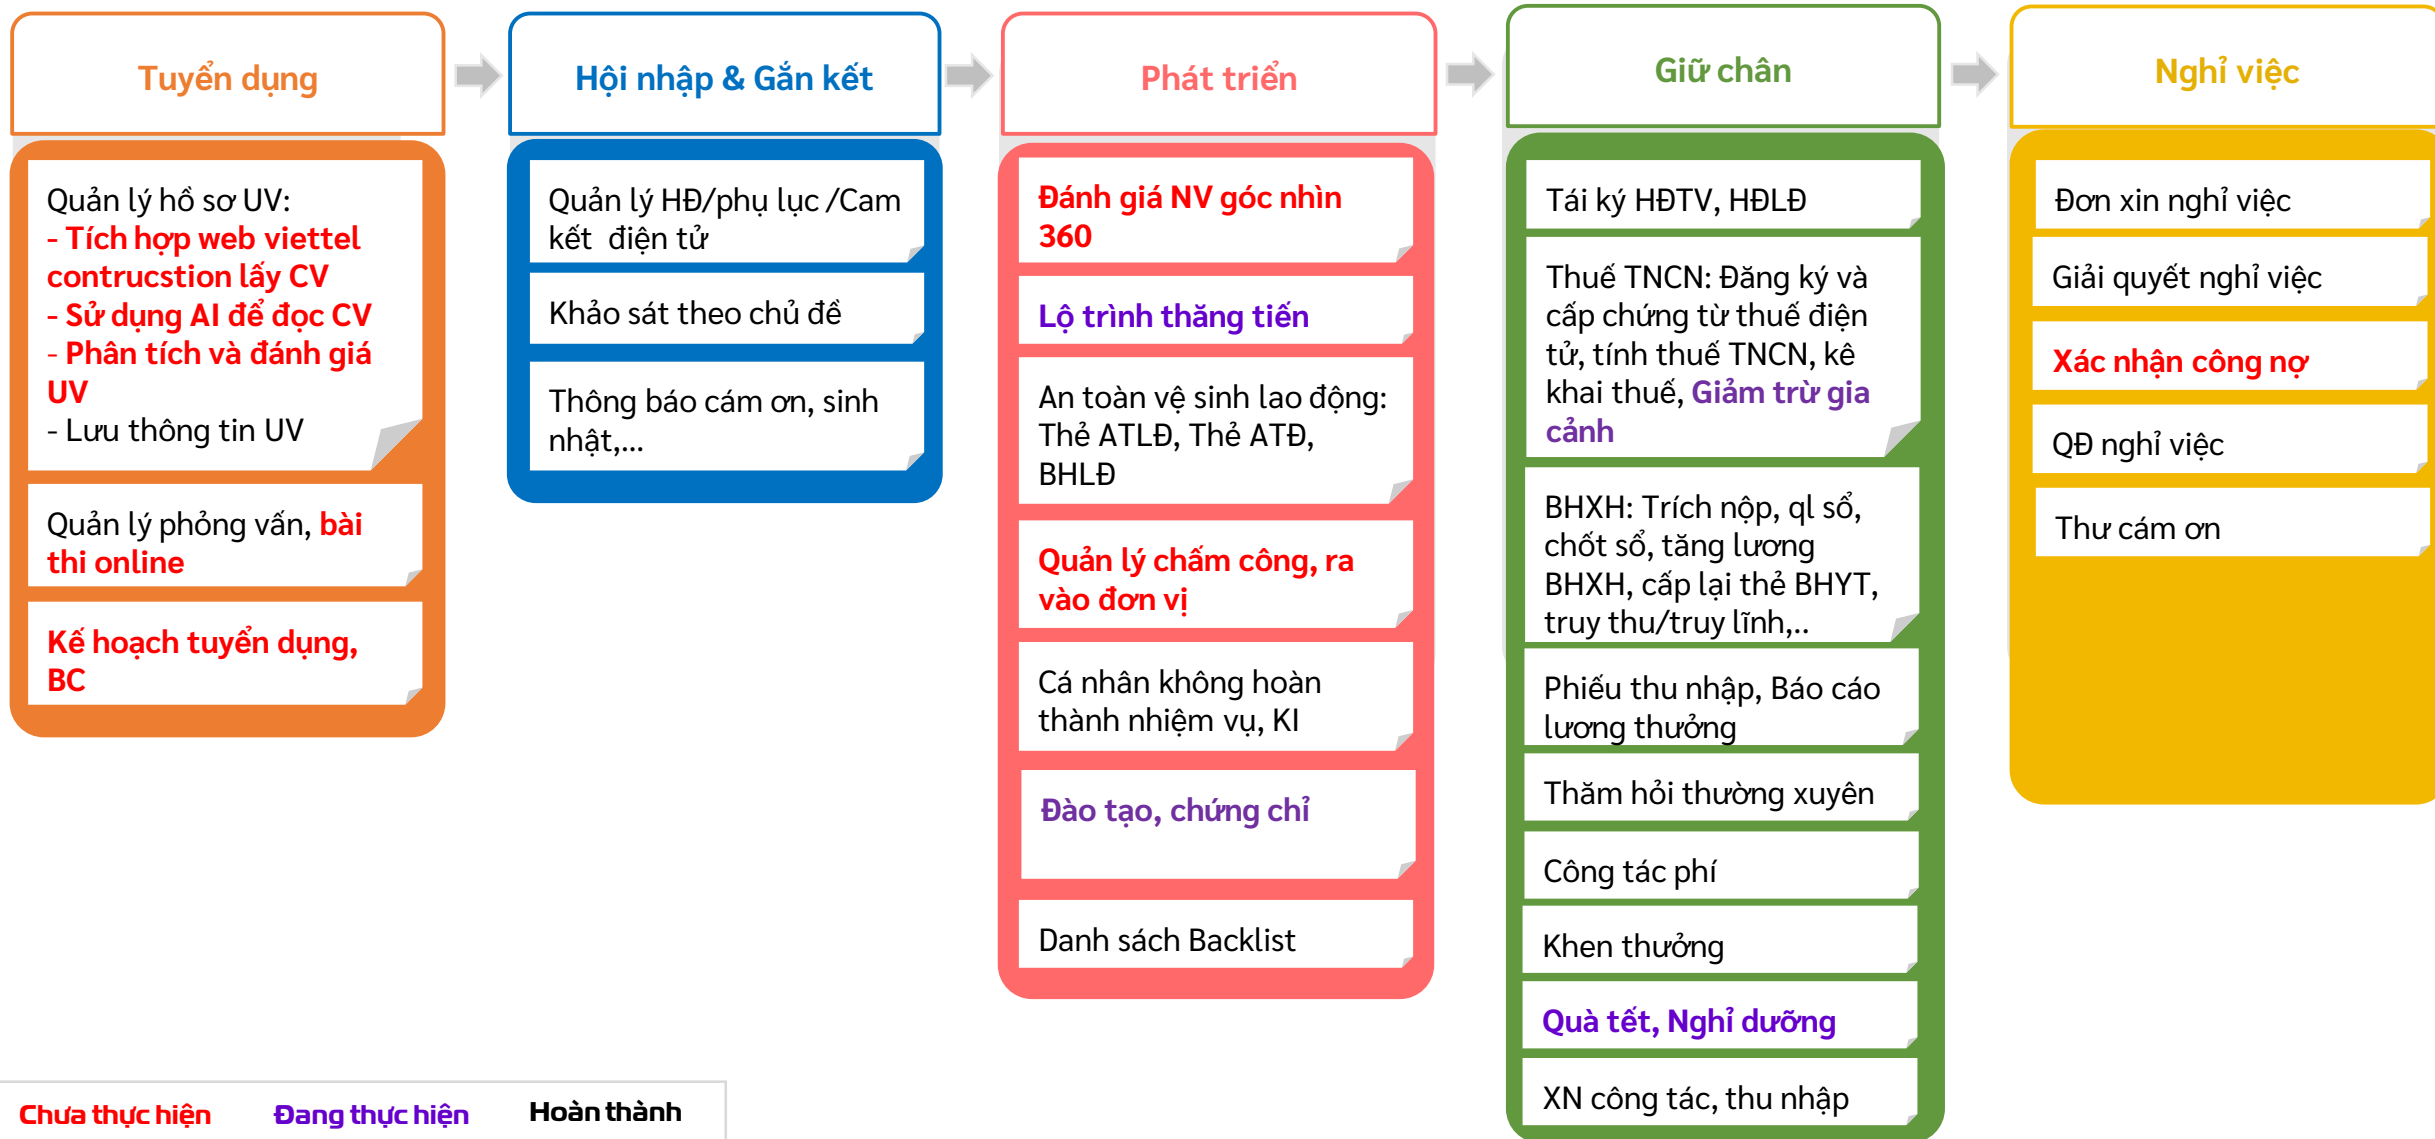 Tuyển dụng
Quản lý hồ sơ UV:
- Tích hợp web viettel
contrucstion lấy CV
- Sử dụng AI để đọc CV
- Phân tích và đánh giá
UV
- Lưu thông tin UV
Quản lý phỏng vấn, bài
thi online
Kế hoạch tuyển dụng,
BC
Hội nhập & Gắn kết
Quản lý HĐ/phụ lục /Cam
kết điện tử
Khảo sát theo chủ đề
Thông báo cám ơn, sinh
nhật,...
Phát triển
Đánh giá NV góc nhìn
360
Lộ trình thăng tiến
An toàn vệ sinh lao động:
Thẻ ATLĐ, Thẻ ATĐ,
BHLĐ
Quản lý chấm công, ra
vào đơn vị
Cá nhân không hoàn
thành nhiệm vụ, KI
Đào tạo, chứng chỉ
Danh sách Backlist
Giữ chân
Tái ký HĐTV, HĐLĐ
Thuế TNCN: Đăng ký và
cấp chứng từ thuế điện
tử, tính thuế TNCN, kê
khai thuế, Giảm trừ gia
cảnh
BHXH: Trích nộp, ql sổ,
chốt sổ, tăng lương
BHXH, cấp lại thẻ BHYT,
truy thu/truy lĩnh,..
Phiếu thu nhập, Báo cáo
lương thưởng
Thăm hỏi thường xuyên
Công tác phí
Khen thưởng
Quà tết, Nghỉ dưỡng
XN công tác, thu nhập
Nghỉ việc
Đơn xin nghỉ việc
Giải quyết nghỉ việc
Xác nhận công nợ
QĐ nghỉ việc
Thư cám ơn
Chưa thực hiện
Đang thực hiện
Hoàn thành